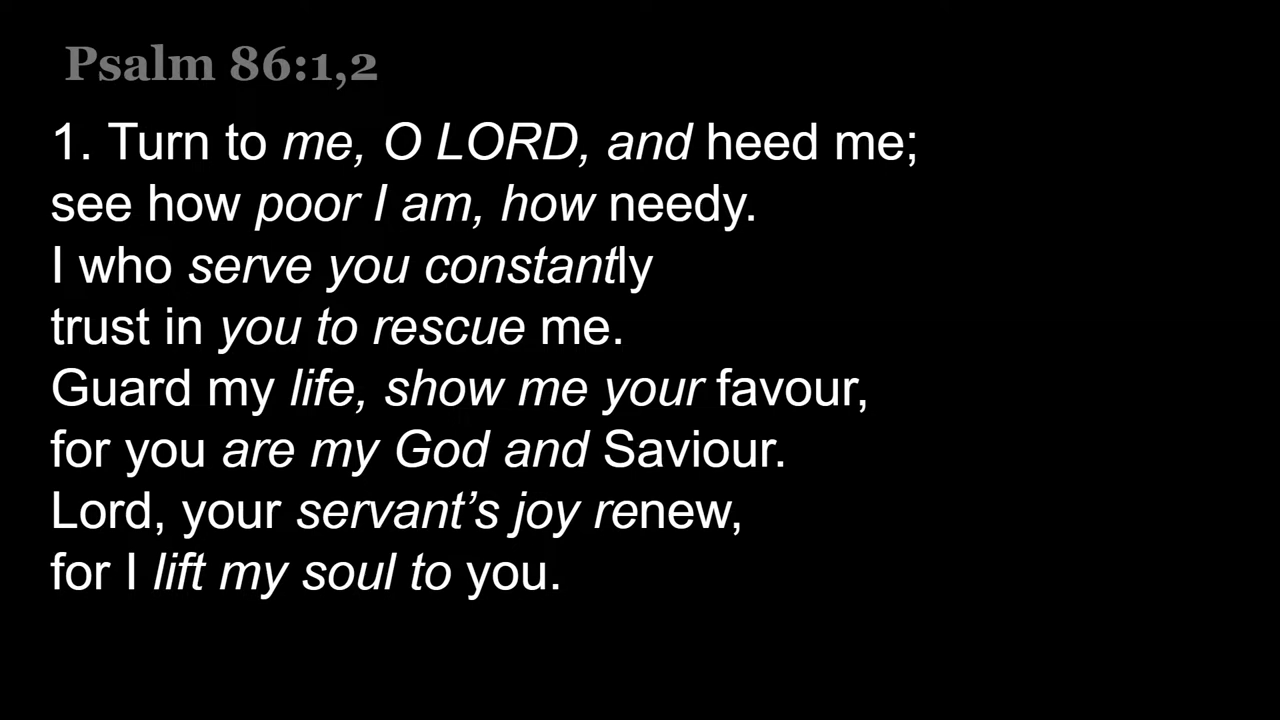 Psalm 86:1,2
1. Turn to me, O LORD, and heed me;
see how poor I am, how needy.
I who serve you constantly
trust in you to rescue me.
Guard my life, show me your favour,
for you are my God and Saviour.
Lord, your servant’s joy renew,
for I lift my soul to you.